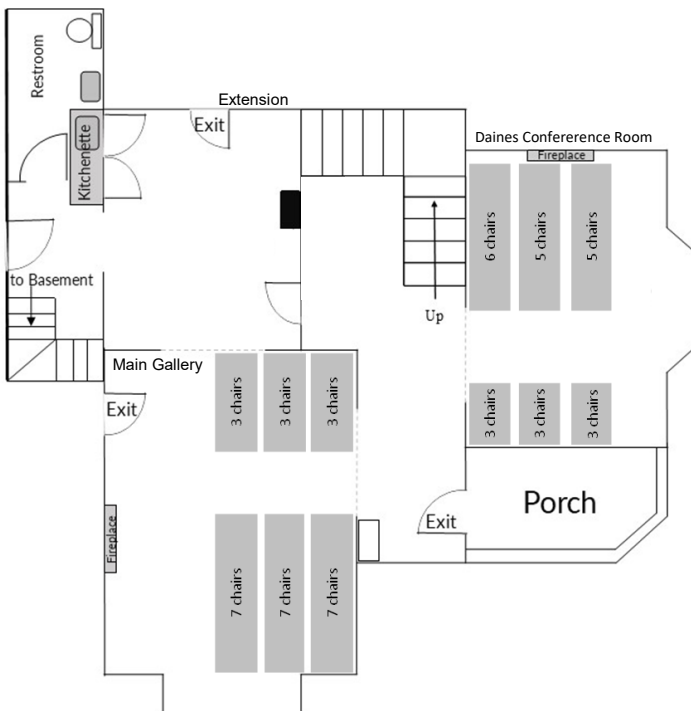 Restroom
Kitchenette
Extension
Exit
Daines Confererence Room
Fireplace
6 chairs
5 chairs
5 chairs
to Basement
Up
Main Gallery
3 chairs
3 chairs
3 chairs
3 chairs
3 chairs
3 chairs
Exit
Fireplace
Exit
Porch
7 chairs
7 chairs
7 chairs